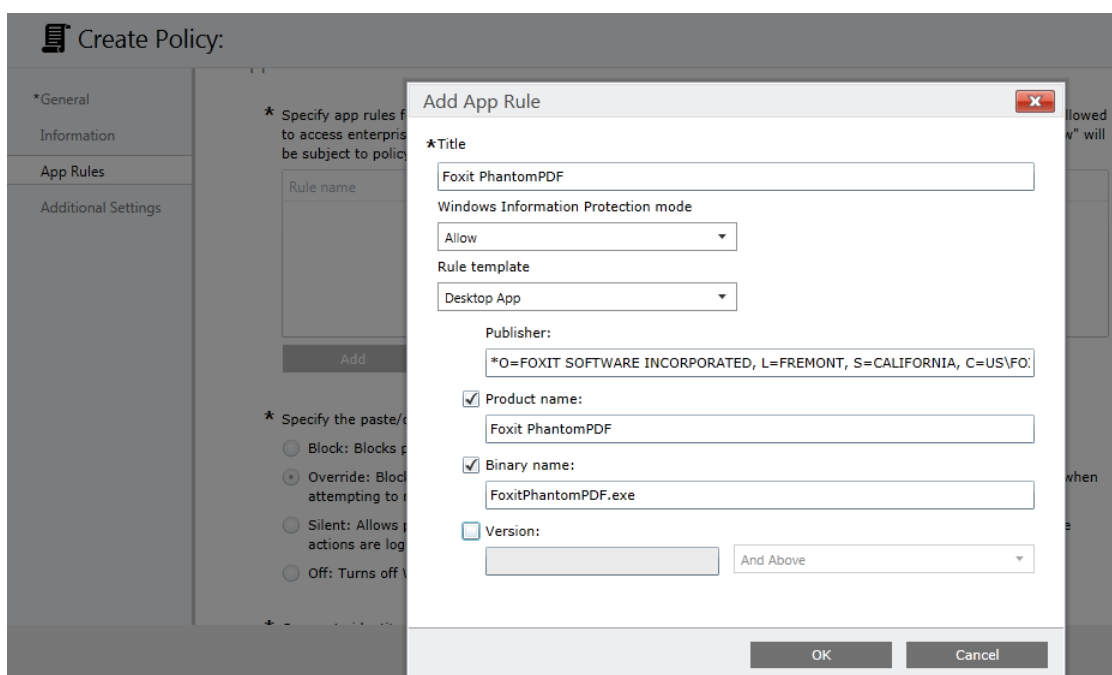 Create Policy:
*General
Information
App Rules
Additional Settings
* Specify app rules f
to access enterpris
be subject to policy
Rule name
Add
* Specify the paste/
Block: Blocks p
Override: Bloc
attempting to
Silent: Allows
actions are log
Off: Turns off
llowed
will
when
Add App Rule
*Title
Foxit PhantomPDF
Windows Information Protection mode
Allow
Rule template
Desktop App
Publisher:
*O=FOXIT SOFTWARE INCORPORATED, L=FREMONT, S=CALIFORNIA, C=US\FO
Product name:
Foxit PhantomPDF
Binary name:
FoxitPhantomPDF.exe
Version:
And Above
OK
Cancel